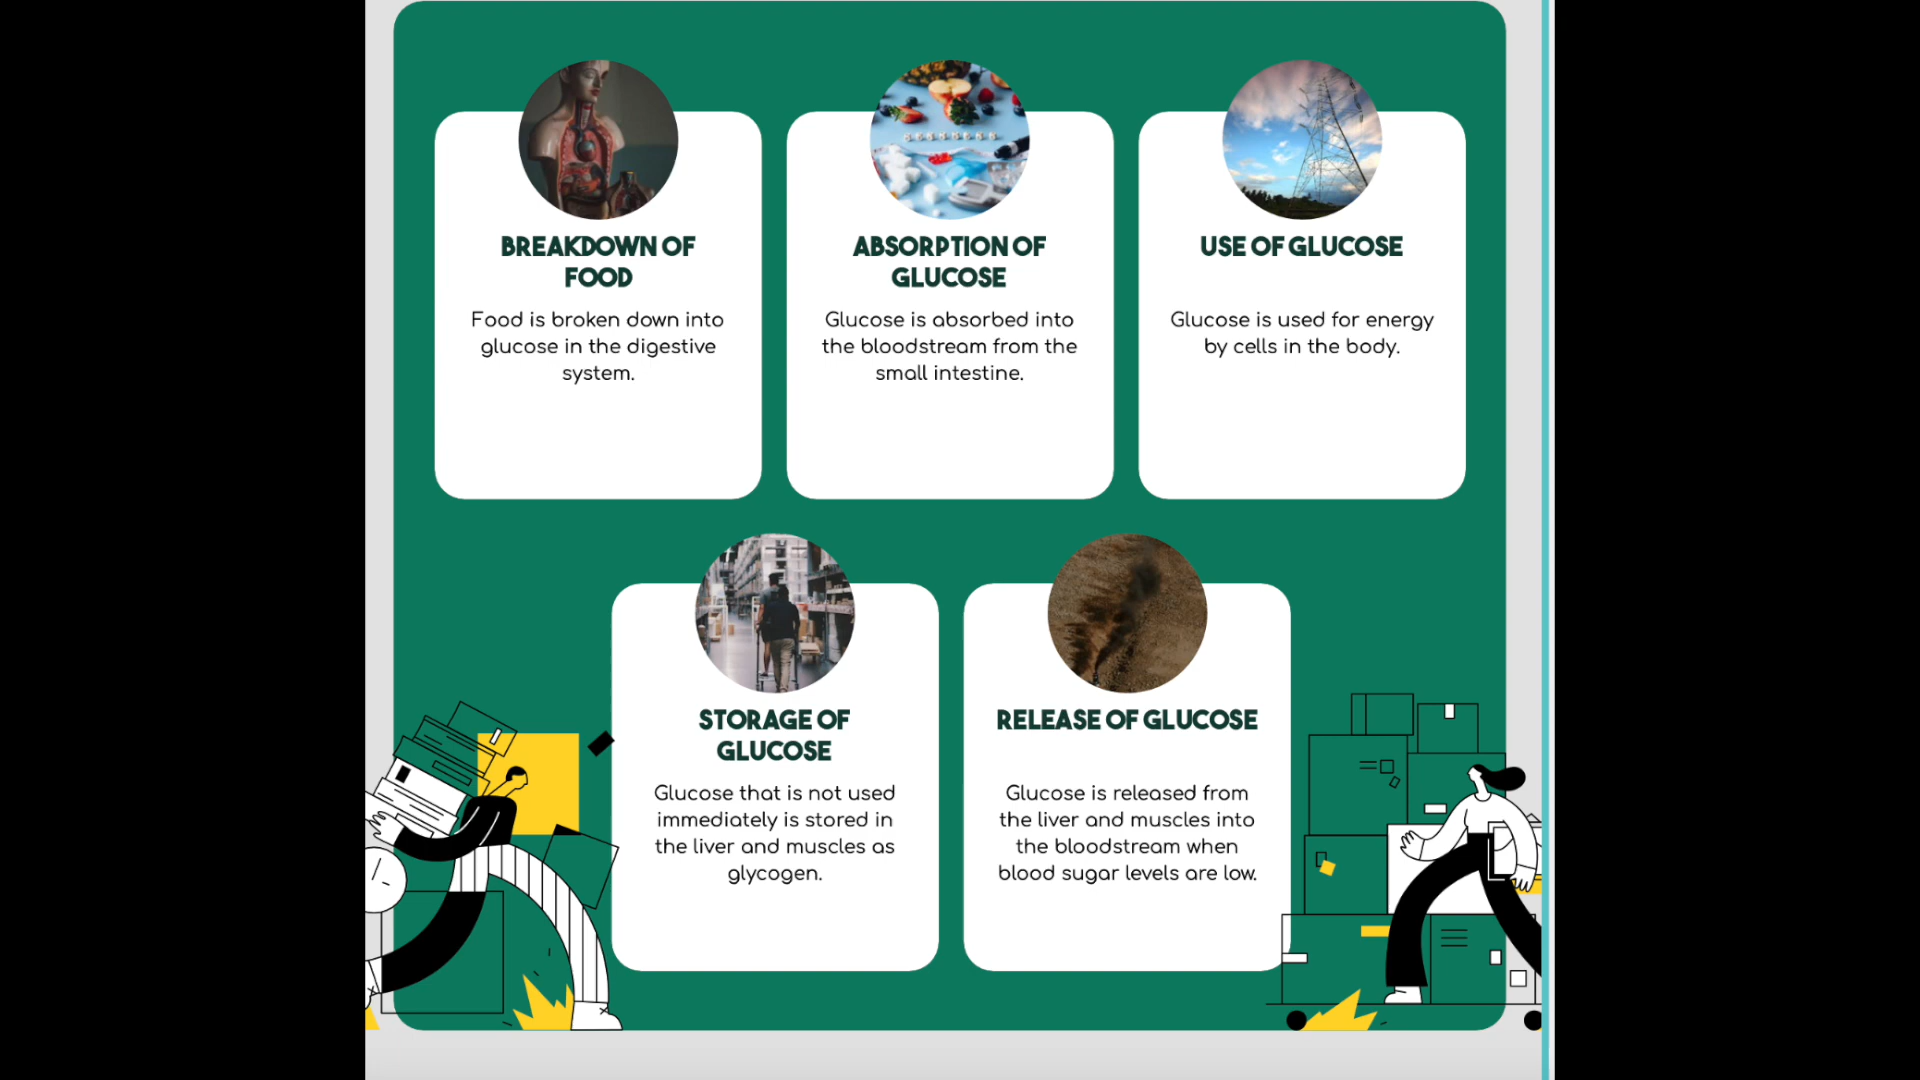 BREAKDOWN OF
FOOD
Food is broken down into
glucose in the digestive
system.
ABSORPTION OF
GLUCOSE
Glucose is absorbed into
the bloodstream from the
small intestine.
USE OF GLUCOSE
Glucose is used for energy
by cells in the body.
STORAGE OF
GLUCOSE
Glucose that is not used
immediately is stored in
the liver and muscles as
glycogen.
RELEASE OF GLUCOSE
Glucose is released from
the liver and muscles into
the bloodstream when
blood sugar levels are low.